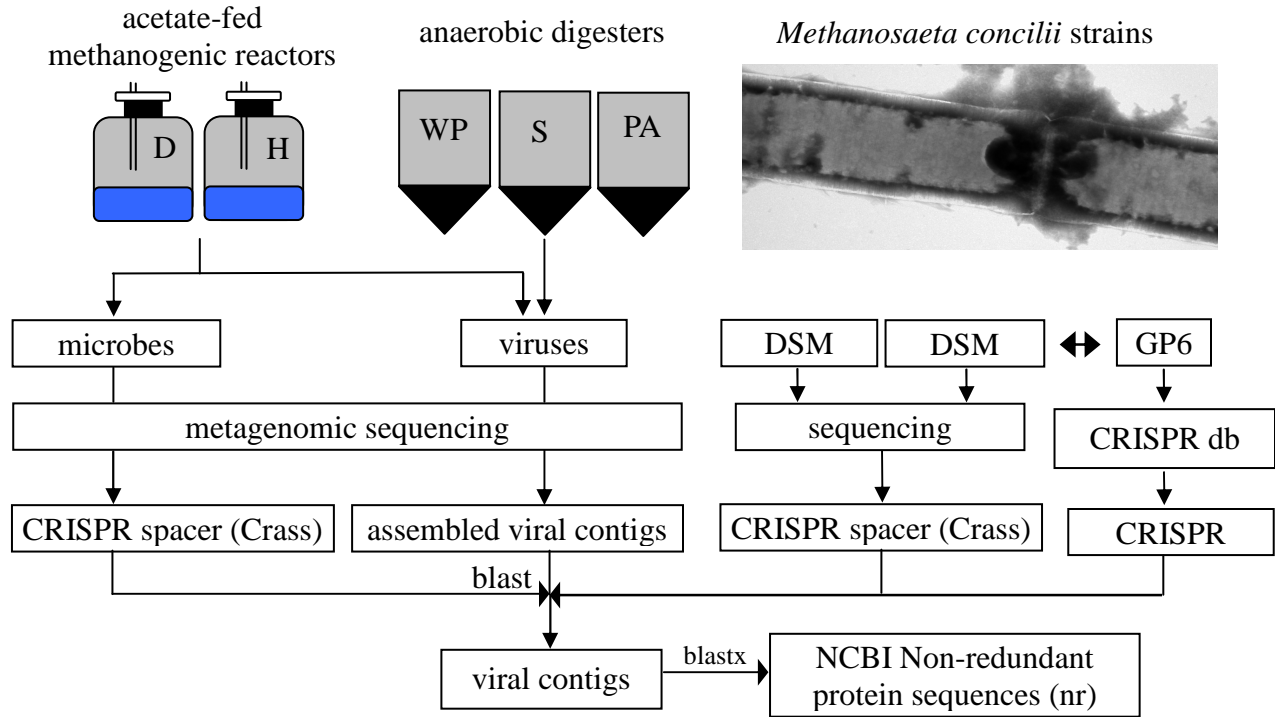 acetate-fed
methanogenic reactors
anaerobic digesters
Methanosaeta concilii strains
D
H
WP
S
PA
microbes
viruses
DSM
DSM
GP6
metagenomic sequencing
sequencing
CRISPR db
CRISPR spacer (Crass)
assembled viral contigs
CRISPR spacer (Crass)
CRISPR
blast
viral contigs
blastx
NCBI Non-redundant
protein sequences (nr)